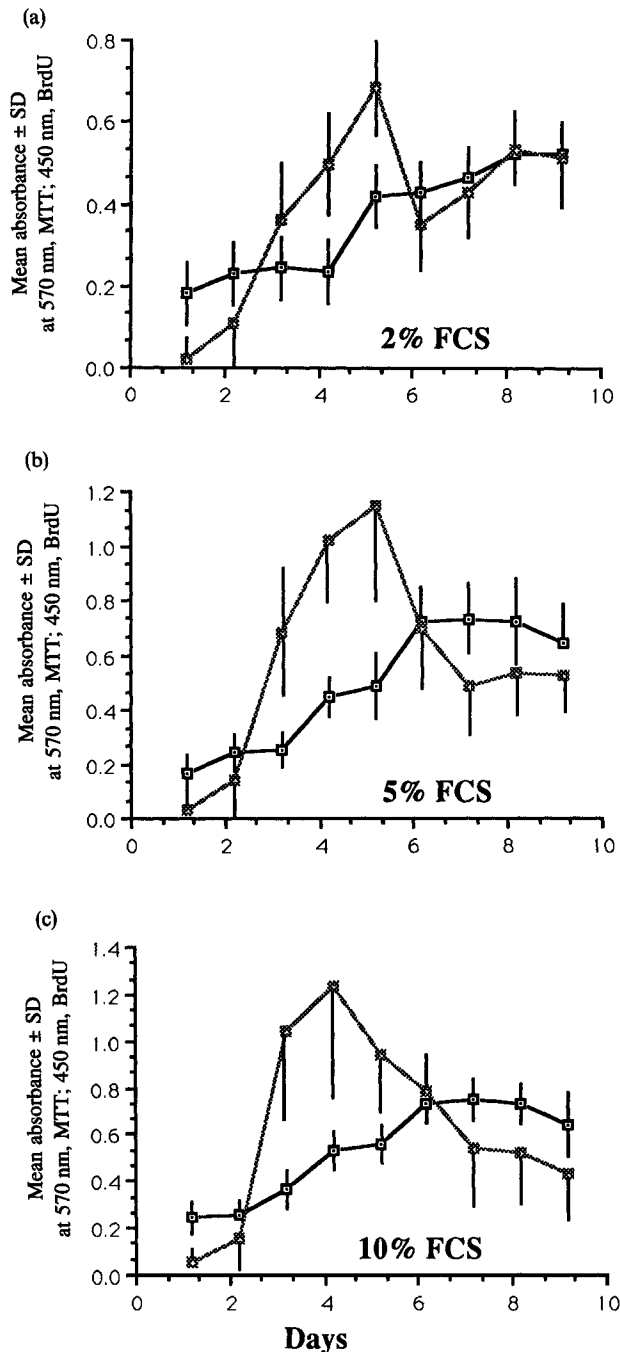 (a)
Mean absorbance ± SD
at 570 nm, MTT; 450 nm, BrdU
0.8
0.6
0.4
0.2
0.0
0 2 4 6 8 10
2% FCS
(b)
Mean absorbance ± SD
at 570 nm, MTT; 450 nm, BrdU
1.2
1.0
0.8
0.6
0.4
0.2
0.0
0 2 4 6 8 10
5% FCS
(c)
Mean absorbance ± SD
at 570 nm, MTT; 450 nm, BrdU
1.4
1.2
1.0
0.8
0.6
0.4
0.2
0.0
0 2 4 6 8 10
10% FCS
Days